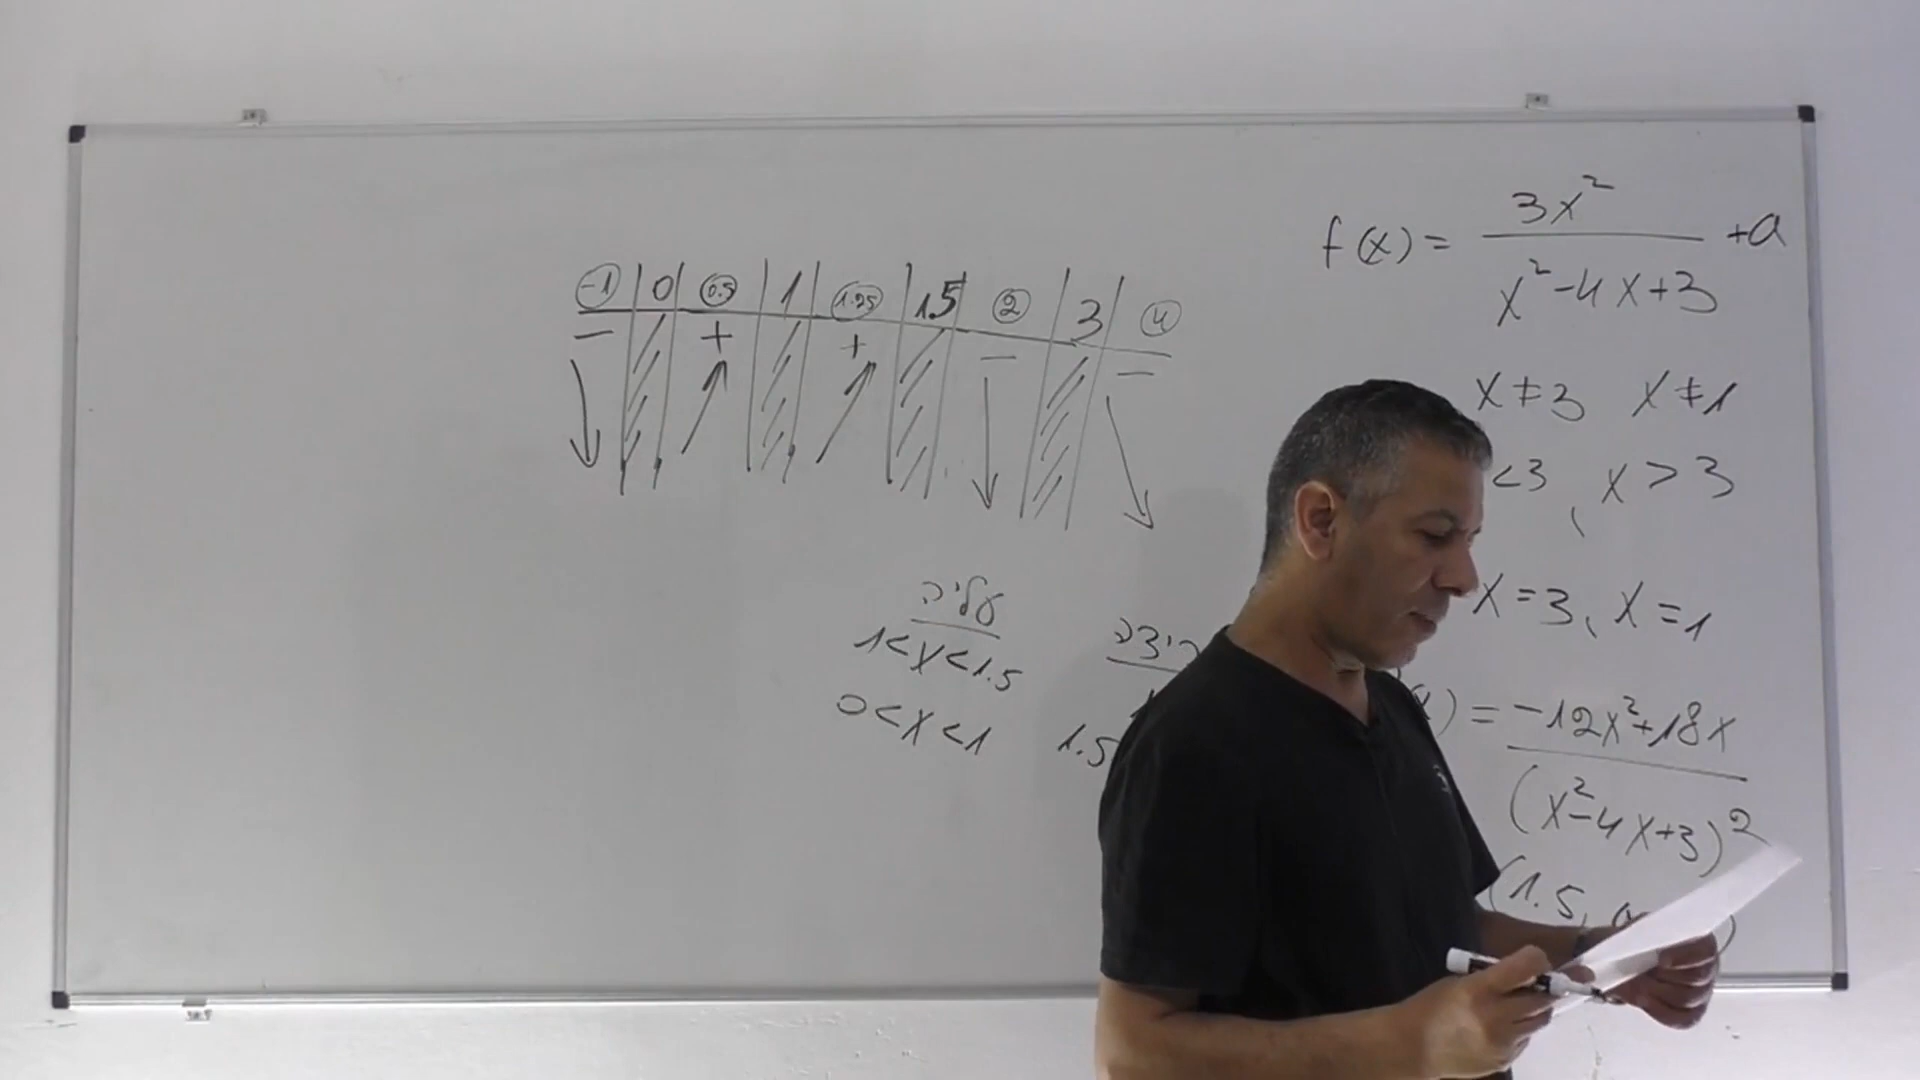 f(x) = 3x² / (x²-4x+3) +a
x≠3 x≠1
<3 , x>3
x=3, x=1
(x) = (-12x²+18x) / (x²-4x+3)²
(1.5, a
-1 | 0 | 0.5 | 1 | 1.25 | 1.5 | 2 | 3 | 4
− + + − −
עליה
1<x<1.5
0<x<1
1.5